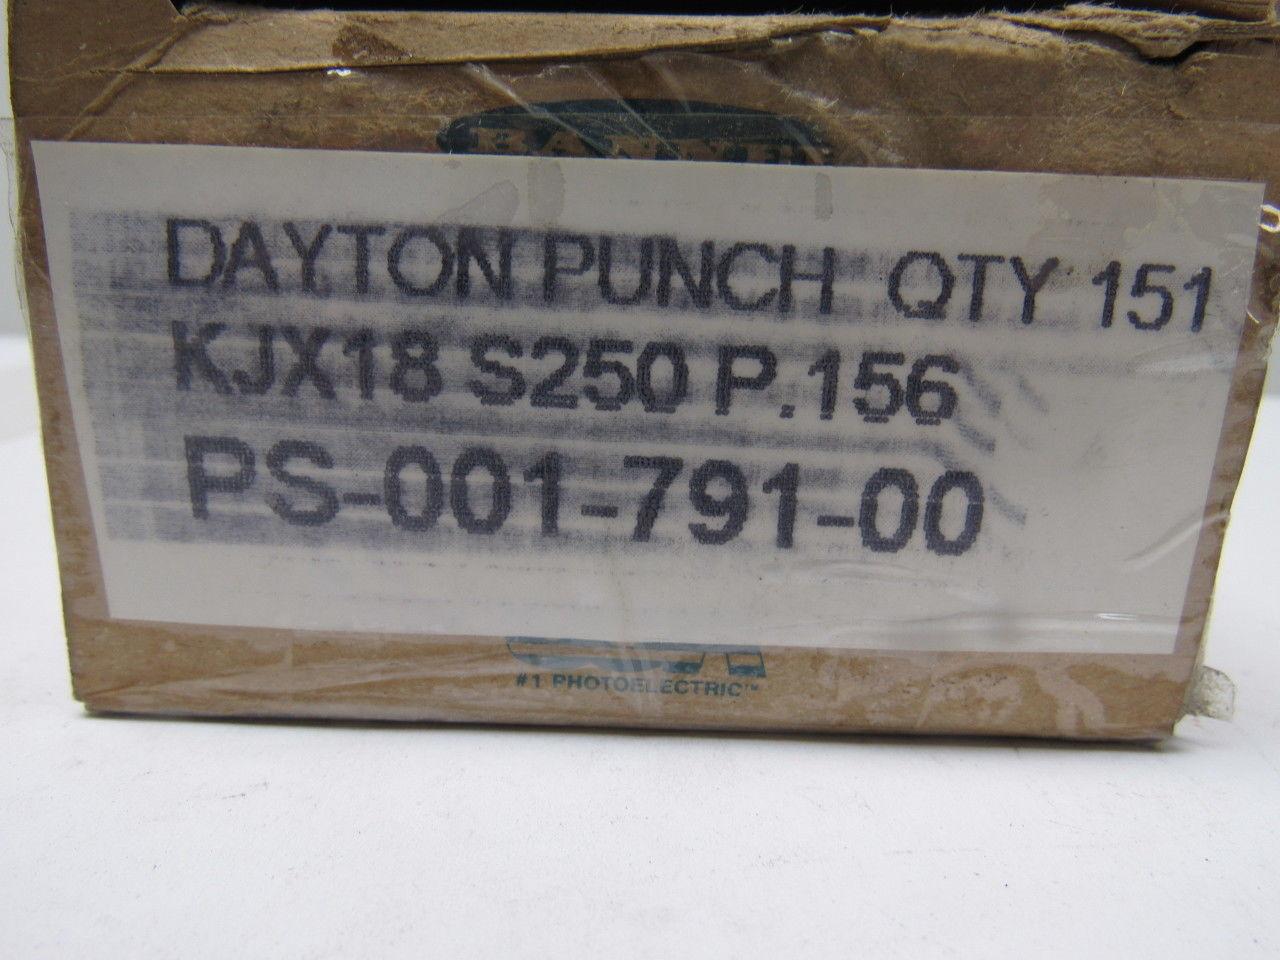 DAYTON PUNCH QTY 151
KJX18 S250 P.156
PS-001-791-00
#1 PHOTOELECTRIC™